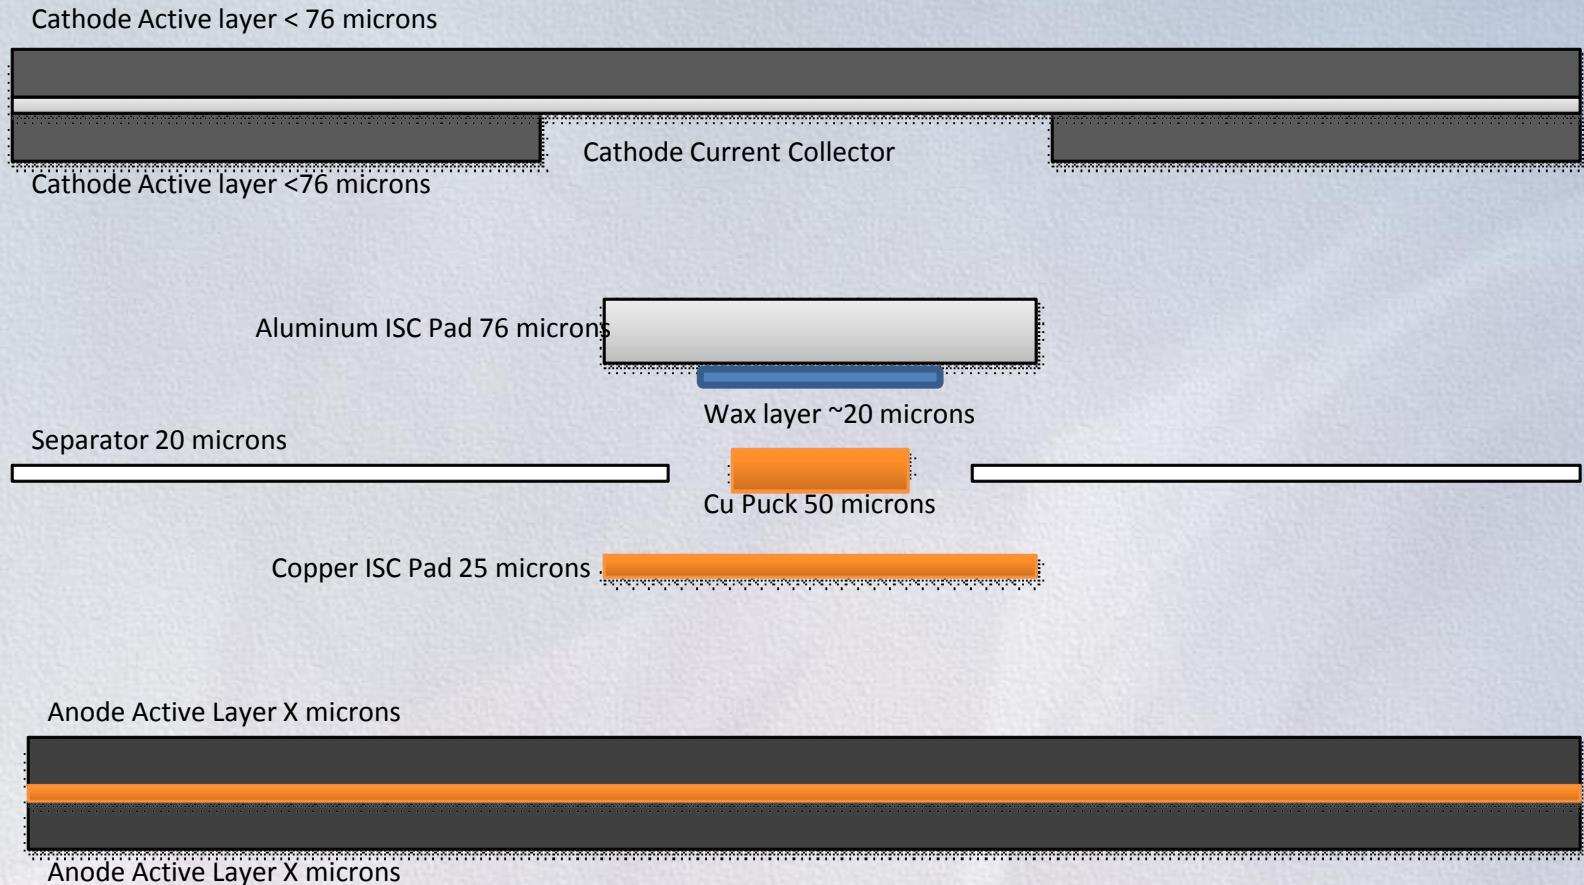 Cathode Active layer < 76 microns
Cathode Current Collector
Cathode Active layer <76 microns
Aluminum ISC Pad 76 microns
Wax layer ~20 microns
Separator 20 microns
Cu Puck 50 microns
Copper ISC Pad 25 microns
Anode Active Layer X microns
Anode Active Layer X microns